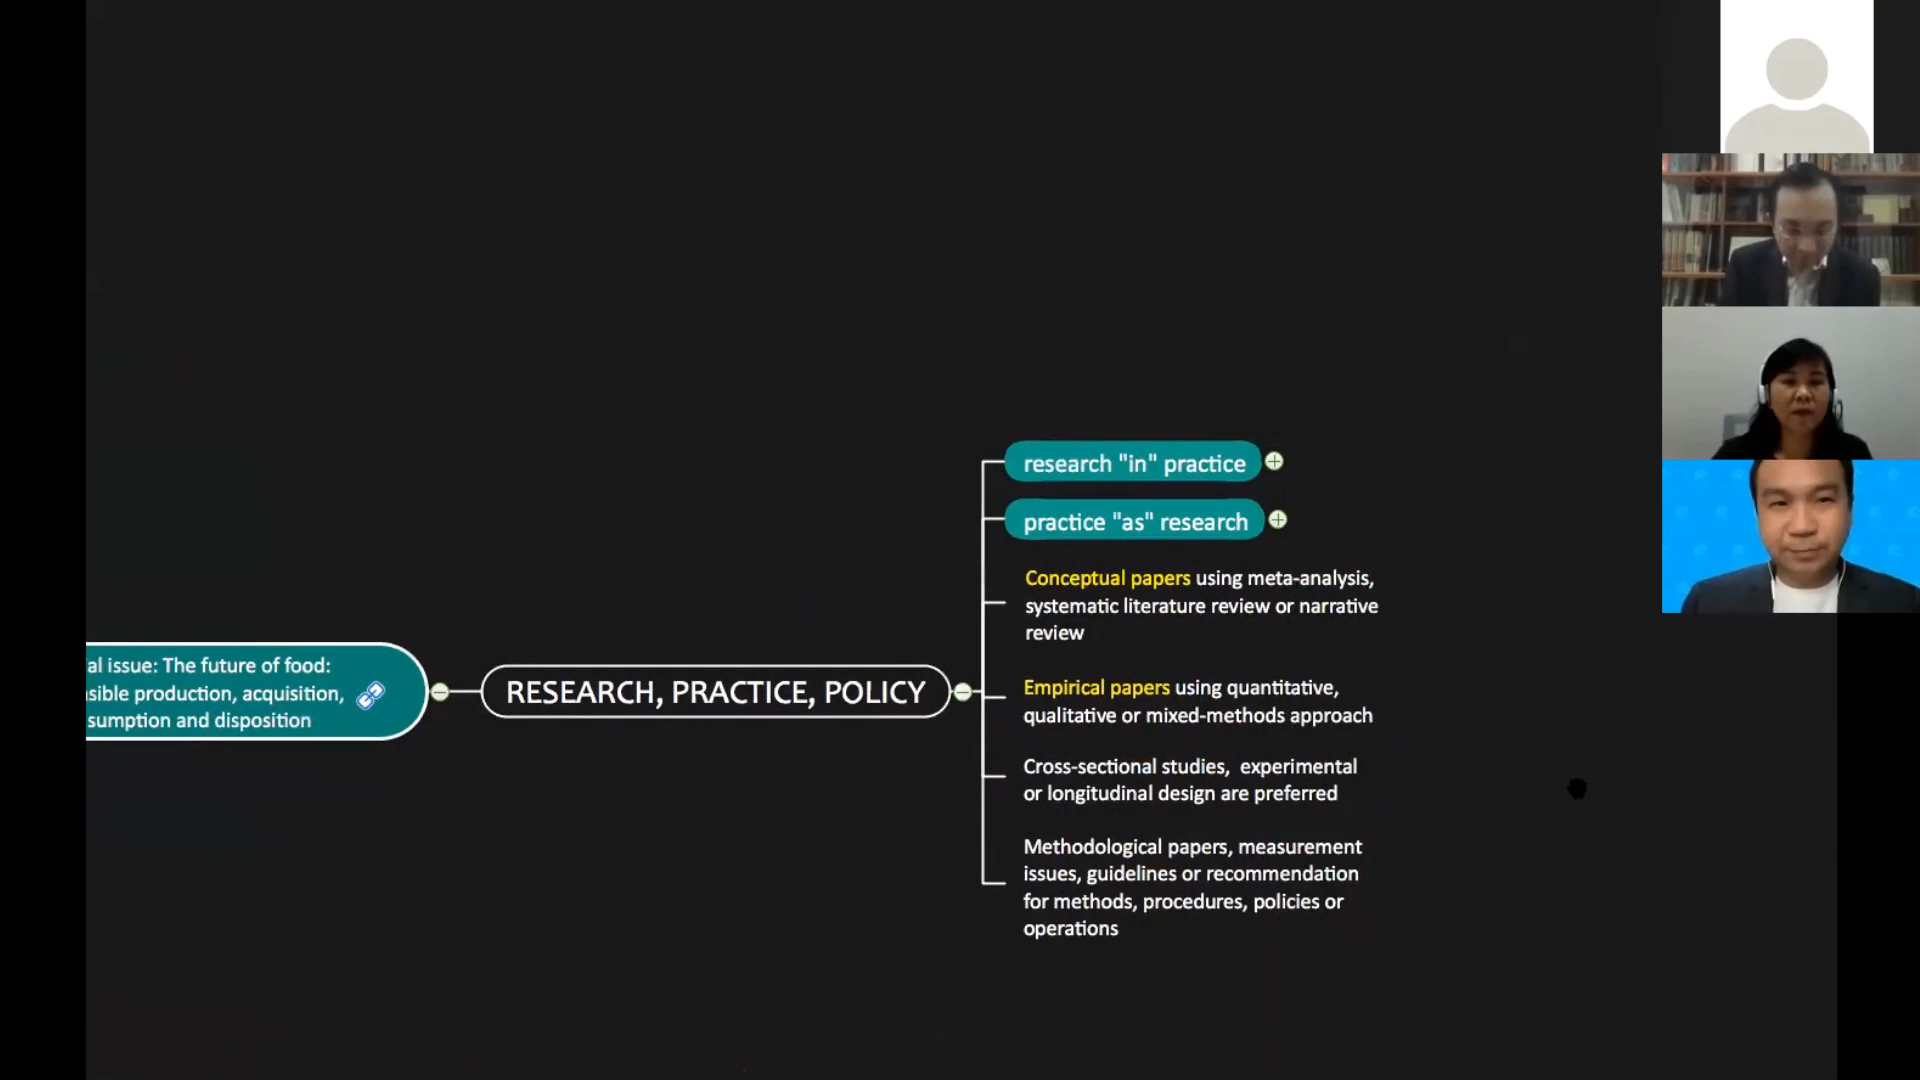 al issue: The future of food:
sible production, acquisition,
sumption and disposition
RESEARCH, PRACTICE, POLICY
research "in" practice
practice "as" research
Conceptual papers using meta-analysis,
systematic literature review or narrative
review
Empirical papers using quantitative,
qualitative or mixed-methods approach
Cross-sectional studies, experimental
or longitudinal design are preferred
Methodological papers, measurement
issues, guidelines or recommendation
for methods, procedures, policies or
operations